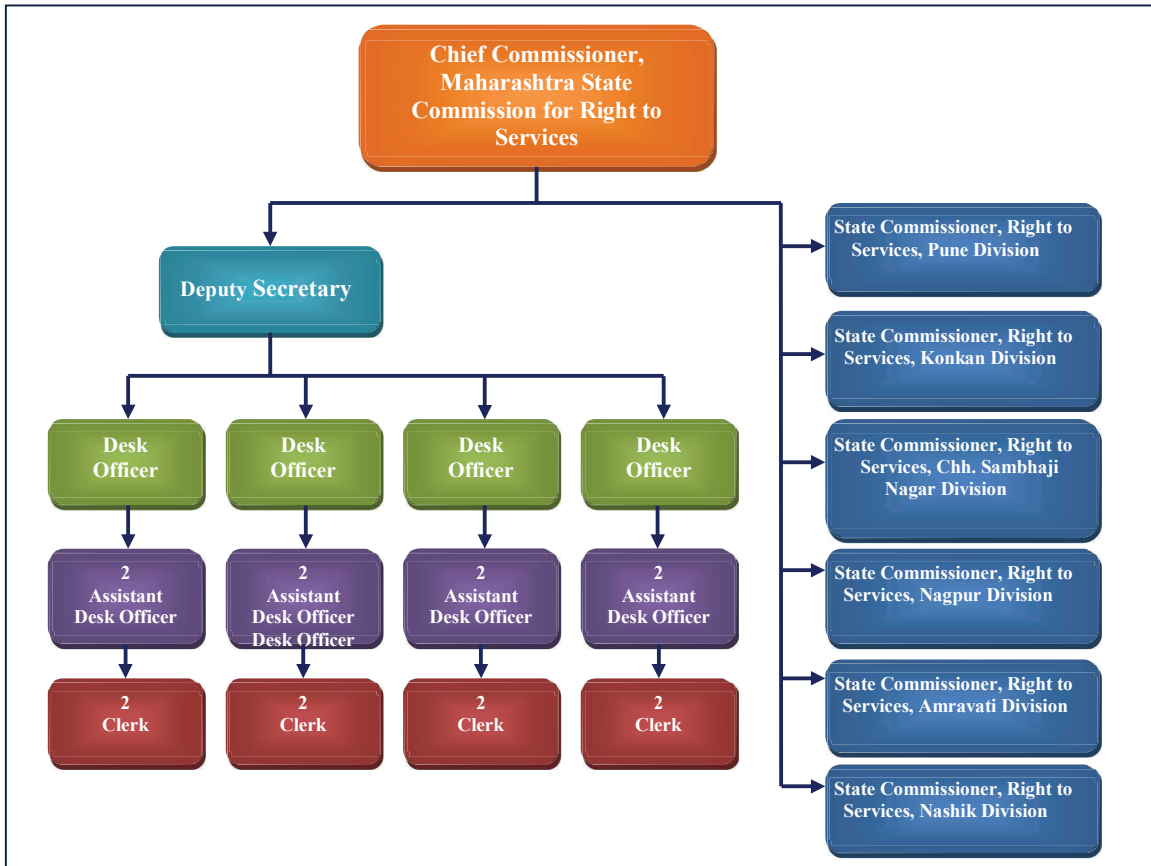 Chief Commissioner,
Maharashtra State
Commission for Right to
Services
Deputy Secretary
Desk
Officer
Desk
Officer
Desk
Officer
Desk
Officer
2
Assistant
Desk Officer
2
Assistant
Desk Officer
Desk Officer
2
Assistant
Desk Officer
2
Assistant
Desk Officer
2
Clerk
2
Clerk
2
Clerk
2
Clerk
State Commissioner, Right to
Services, Pune Division
State Commissioner, Right to
Services, Konkan Division
State Commissioner, Right to
Services, Chh. Sambhaji
Nagar Division
State Commissioner, Right to
Services, Nagpur Division
State Commissioner, Right to
Services, Amravati Division
State Commissioner, Right to
Services, Nashik Division